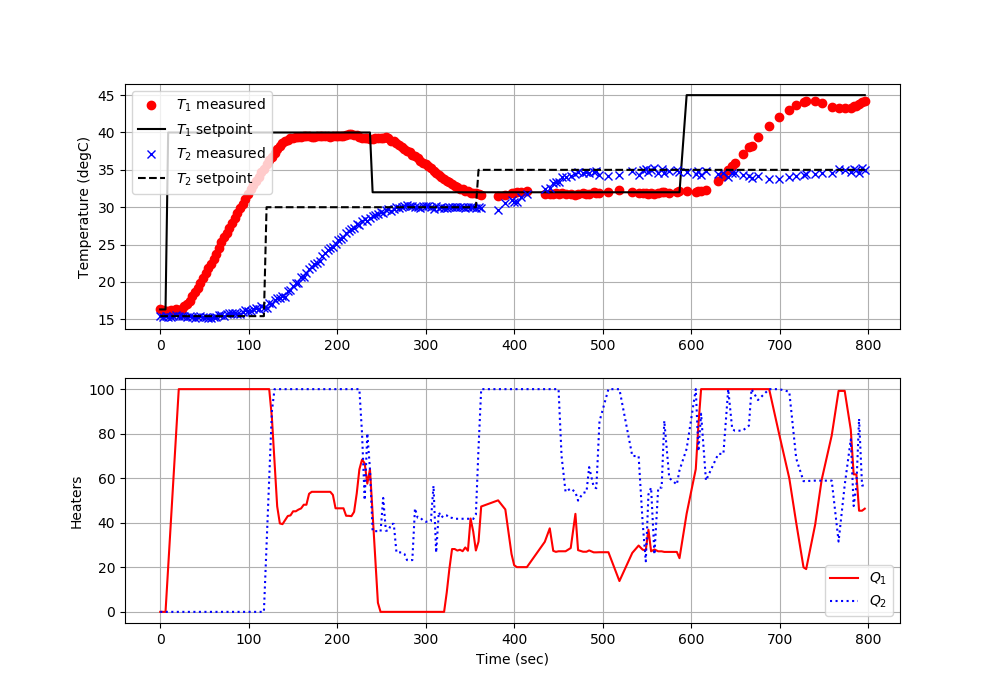 45
40
35
30
25
20
15
Temperature (degC)
T₁ measured
T₁ setpoint
T₂ measured
T₂ setpoint
0 100 200 300 400 500 600 700 800
100
80
60
40
20
0
Heaters
Q₁
Q₂
0 100 200 300 400 500 600 700 800
Time (sec)